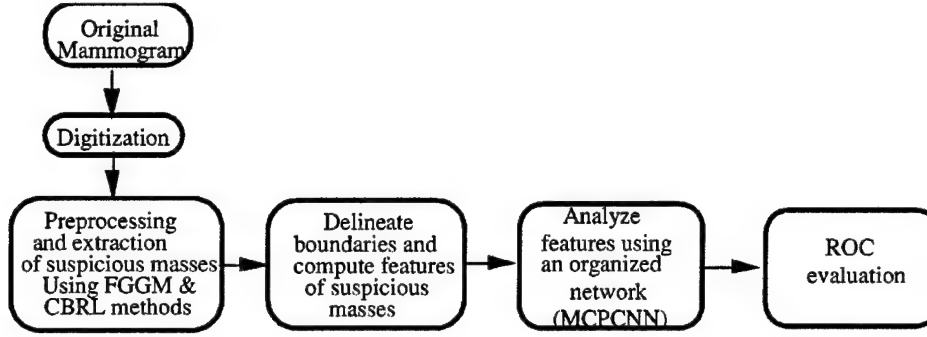 Original
Mammogram
Digitization
Preprocessing
and extraction
of suspicious masses
Using FGGM &
CBRL methods
Delineate
boundaries and
compute features
of suspicious
masses
Analyze
features using
an organized
network
(MCPCNN)
ROC
evaluation